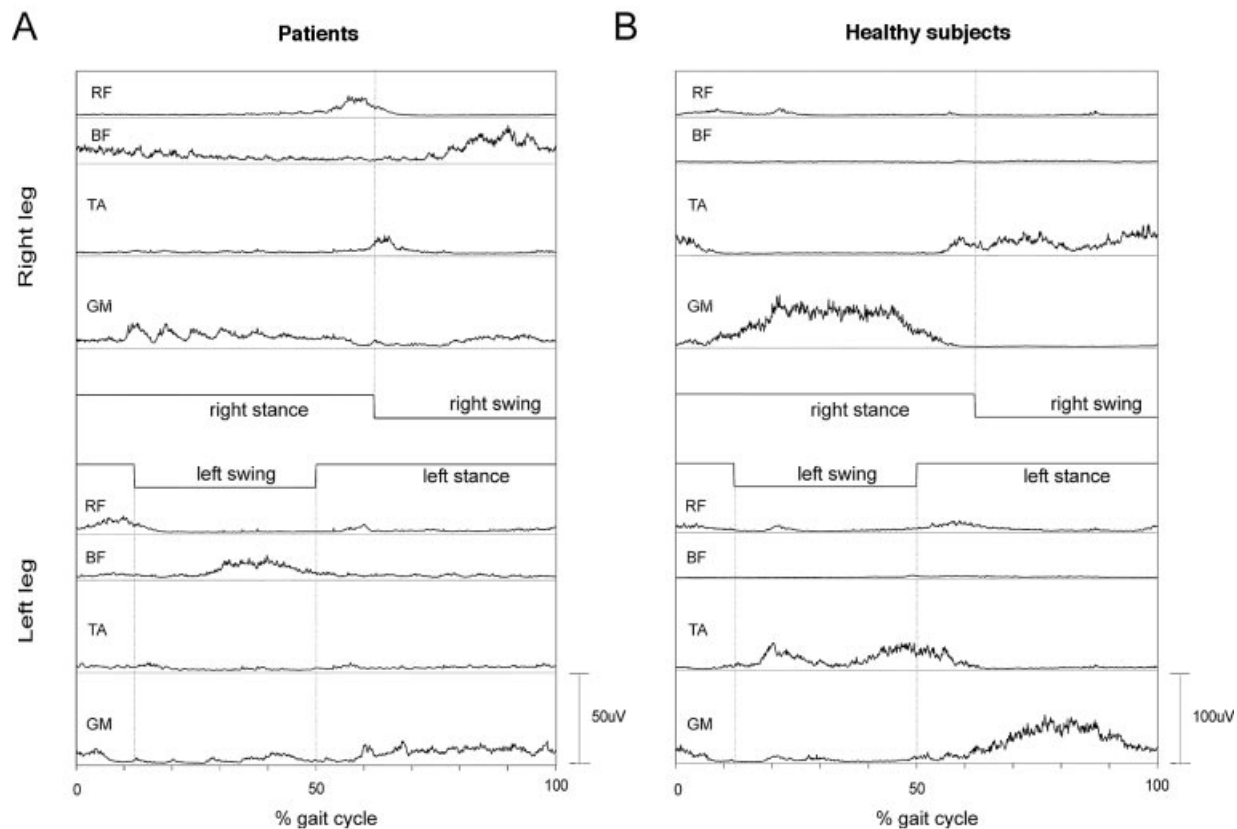 A
Patients
RF
BF
TA
GM
Right leg
right stance
right swing
left swing
left stance
RF
BF
TA
GM
Left leg
50uV
0
50
100
% gait cycle
B
Healthy subjects
RF
BF
TA
GM
right stance
right swing
left swing
left stance
RF
BF
TA
GM
100uV
0
50
100
% gait cycle